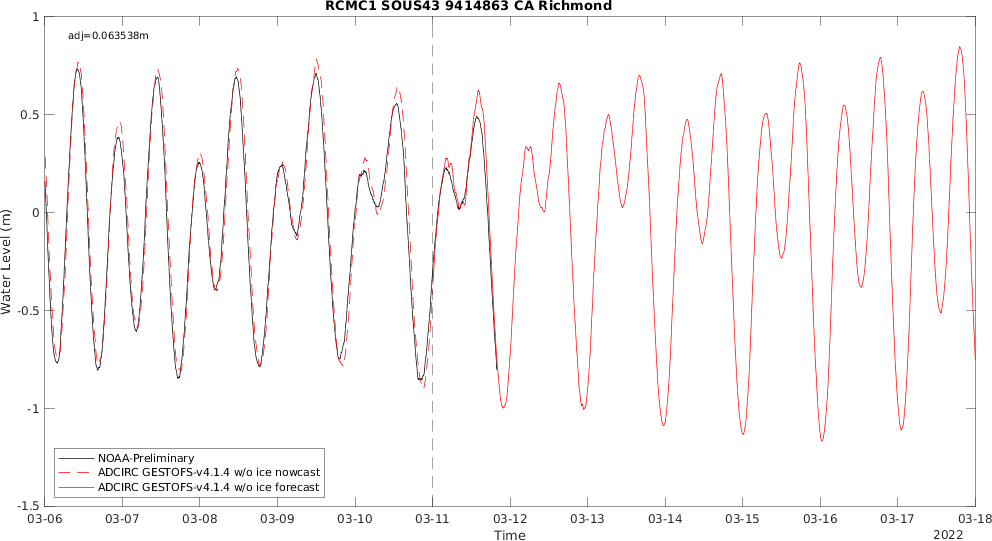 RCMC1 SOUS43 9414863 CA Richmond
adj=0.063538m
1
0.5
0
-0.5
-1
-1.5
Water Level (m)
NOAA-Preliminary
ADCIRC GESTOFS-v4.1.4 w/o ice nowcast
ADCIRC GESTOFS-v4.1.4 w/o ice forecast
03-06 03-07 03-08 03-09 03-10 03-11 03-12 03-13 03-14 03-15 03-16 03-17 03-18
Time
2022